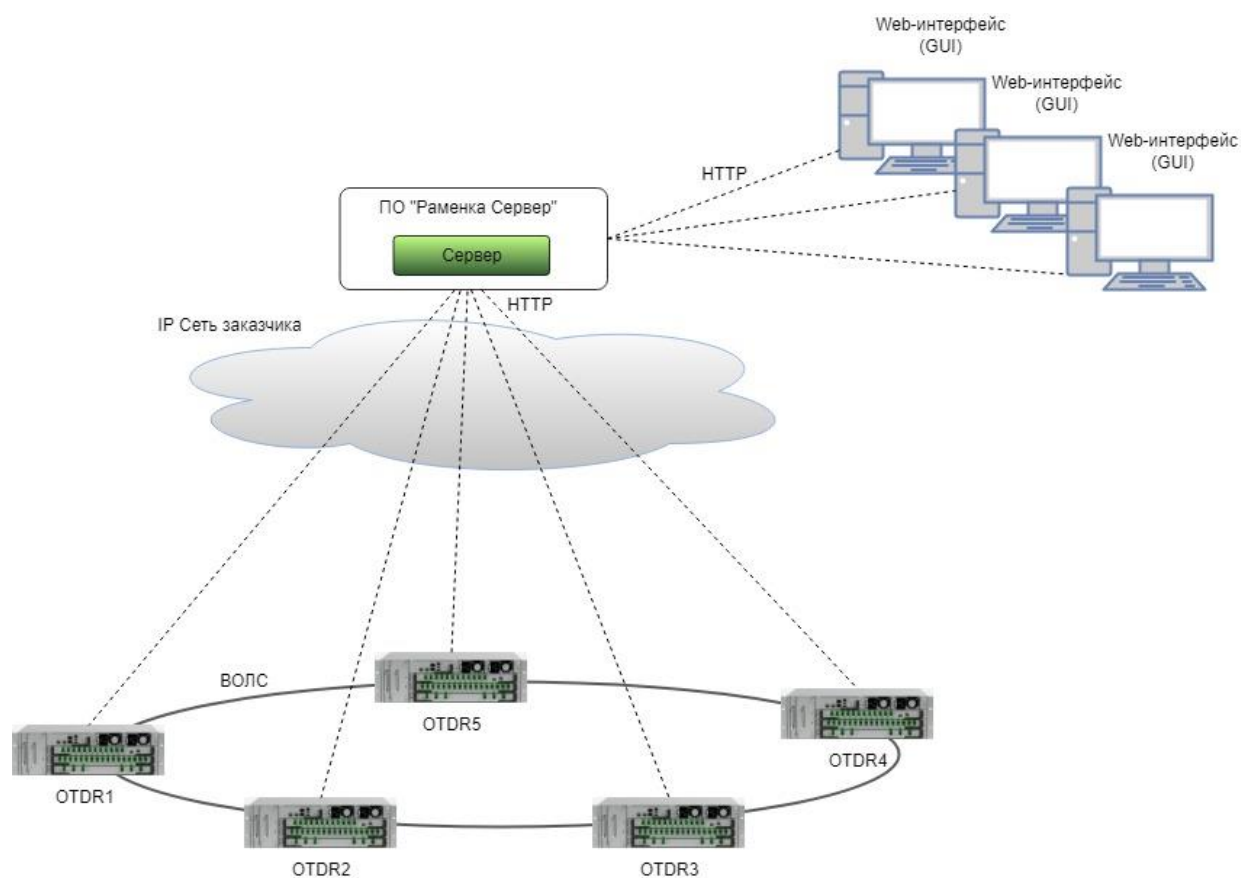 Web-интерфейс
(GUI)
Web-интерфейс
(GUI)
Web-интерфейс
(GUI)
HTTP
ПО "Раменка Сервер"
Сервер
HTTP
IP Сеть заказчика
ВОЛС
OTDR5
OTDR4
OTDR1
OTDR2
OTDR3